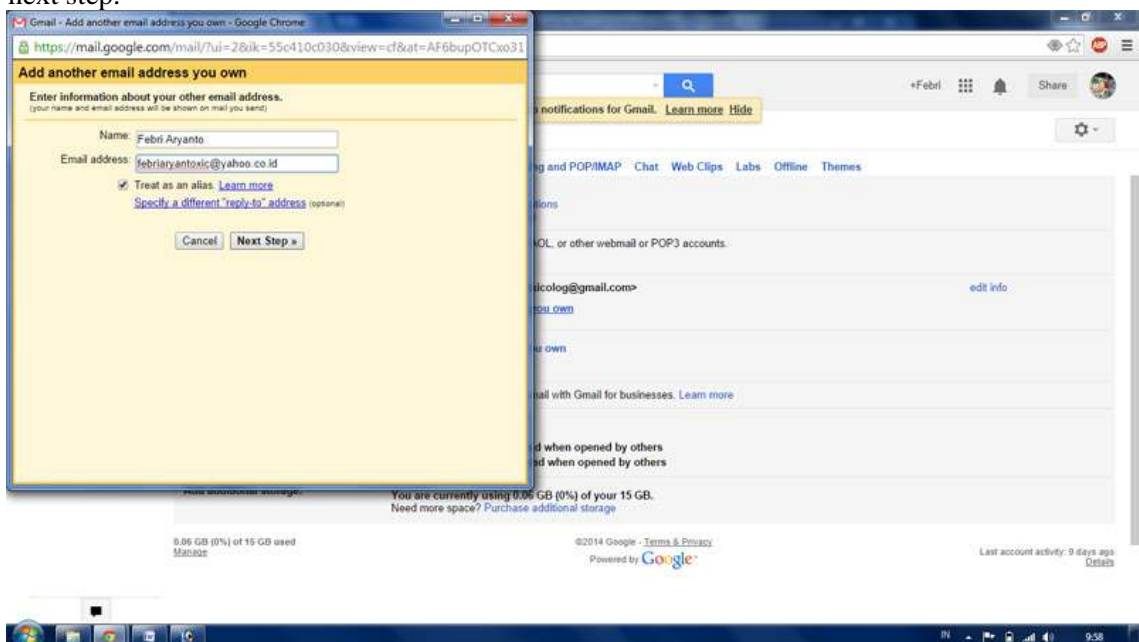 next step.
Gmail - Add another email address you own - Google Chrome
https://mail.google.com/mail/?ui=2&ik=55c410c030&view=cf&at=AF6bupOTCxo31
Add another email address you own
Enter information about your other email address.
(your name and email address will be shown on mail you send)
Name: Febri Aryanto
Email address: febriaryantoxic@yahoo.co.id
Treat as an alias. Learn more
Specify a different "reply-to" address (optional)
Cancel Next Step »
+Febri Share
notifications for Gmail. Learn more Hide
and POP/IMAP Chat Web Clips Labs Offline Themes
OL, or other webmail or POP3 accounts.
icolog@gmail.com> edit info
you own
own
with Gmail for businesses. Learn more
when opened by others
when opened by others
Add additional storage:
You are currently using 0.06 GB (0%) of your 15 GB.
Need more space? Purchase additional storage
0.06 GB (0%) of 15 GB used
Manage
©2014 Google - Terms & Privacy
Powered by Google™
Last account activity: 9 days ago
Details
IN 9:58